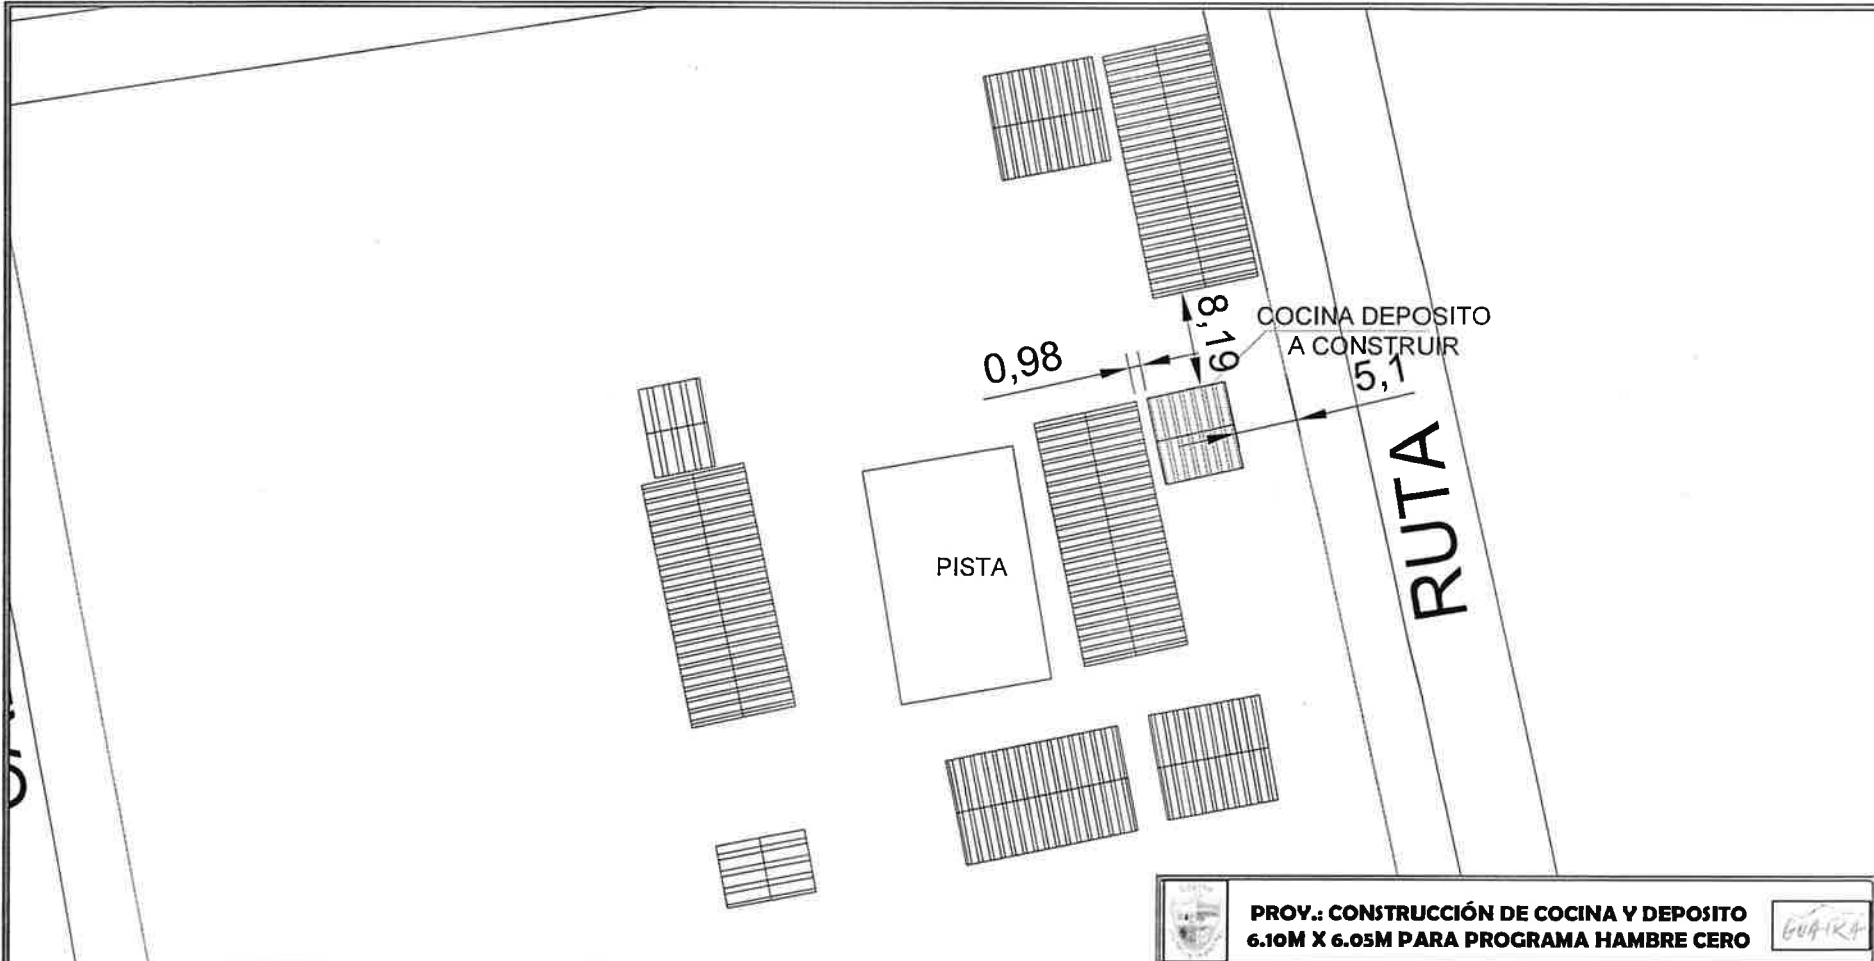 8,19
COCINA DEPOSITO
A CONSTRUIR
0,98
5,1
RUTA
PISTA
PROY.: CONSTRUCCIÓN DE COCINA Y DEPOSITO
6.10M X 6.05M PARA PROGRAMA HAMBRE CERO
GUAIRA